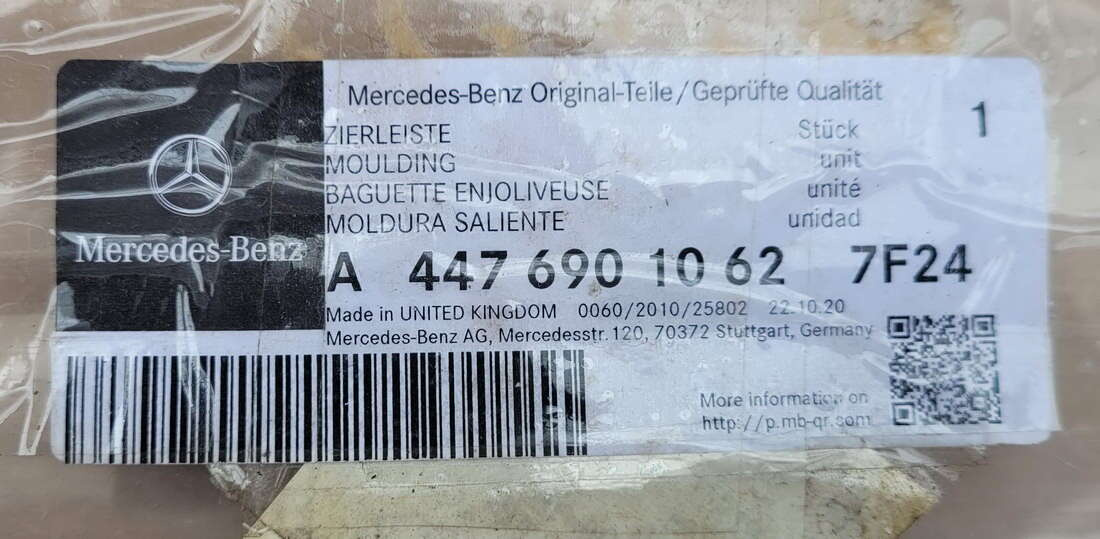 Mercedes-Benz Original-Teile/Geprüfte Qualität
1
ZIERLEISTE Stück
MOULDING unit
BAGUETTE ENJOLIVEUSE unité
MOLDURA SALIENTE unidad
Mercedes-Benz
A 447 690 10 62 7F24
Made in UNITED KINGDOM 0060/2010/25802 22.10.20
Mercedes-Benz AG, Mercedesstr. 120, 70372 Stuttgart, Germany
More information on
http://p.mb-qr.com